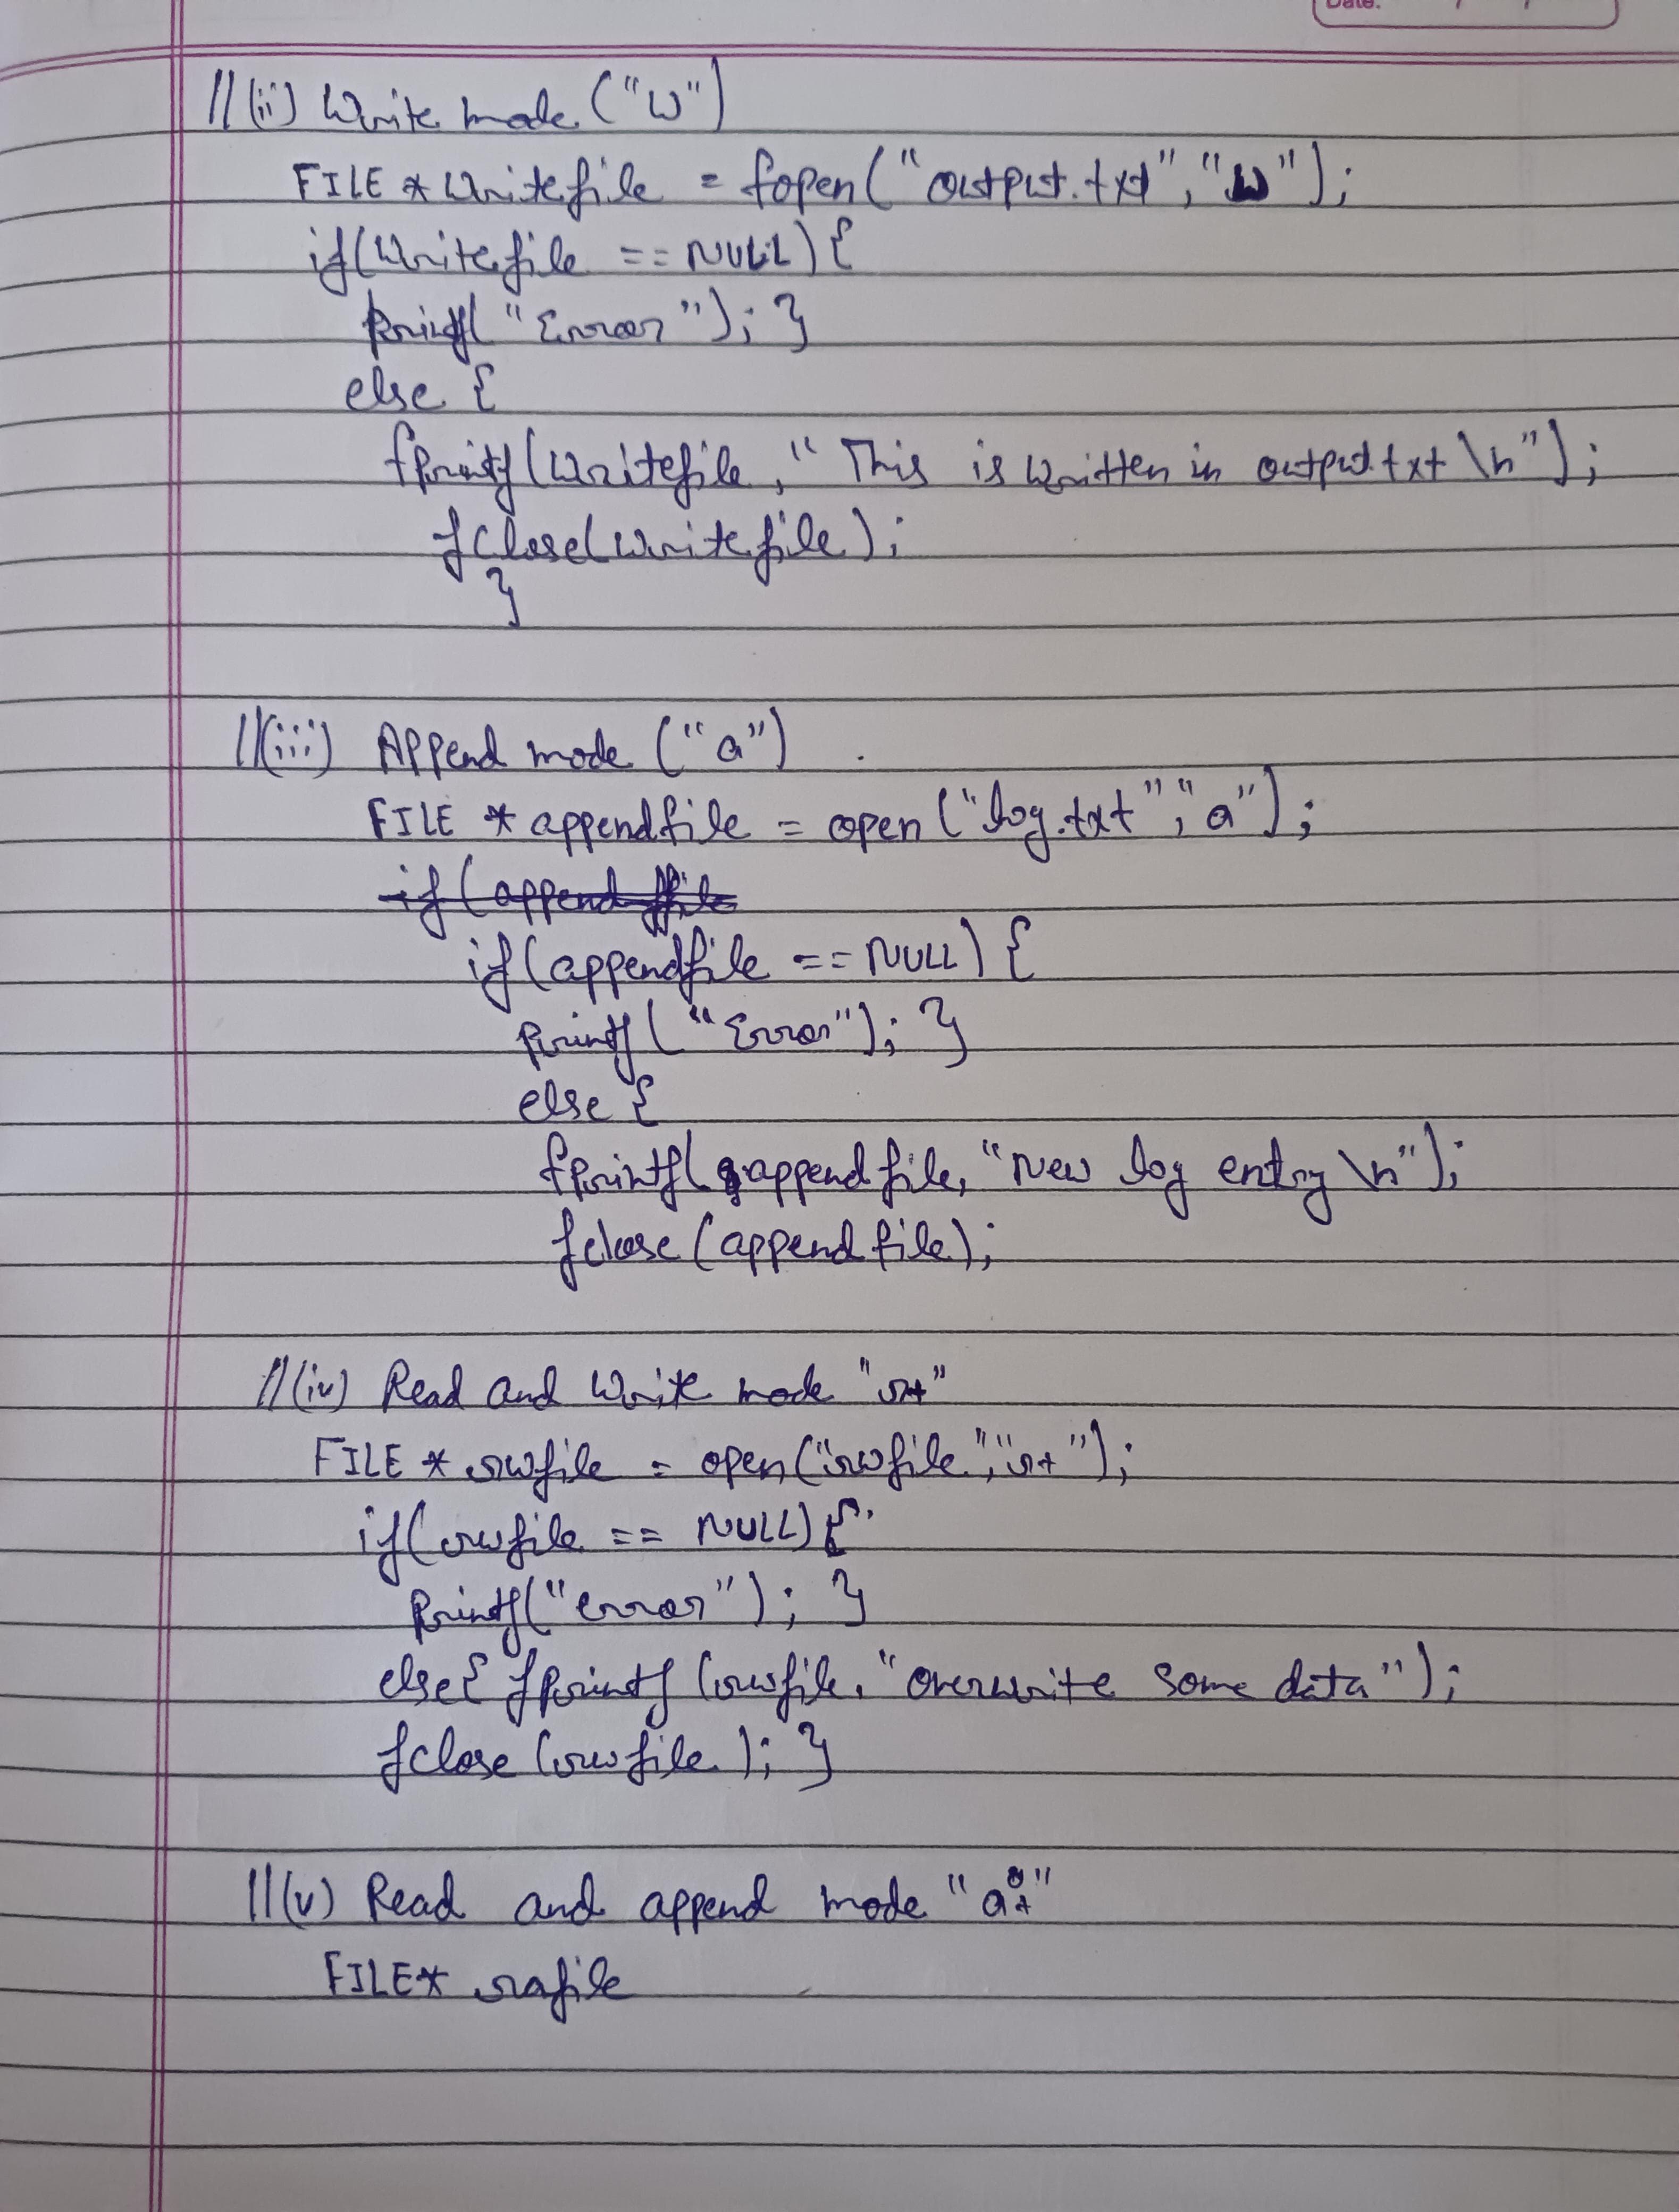 Date:
//(ii) Write mode ("w")
FILE * Writefile = fopen("output.txt", "w");
if(Writefile == NULL) {
printf("Error"); }
else {
fprintf(Writefile, "This is written in output.txt \n");
fclose(Writefile);
}
//(iii) Append mode ("a")
FILE * appendfile = open ("log.txt", "a");
if(appendfile
if(appendfile == NULL) {
printf("Error"); }
else {
fprintf(appendfile, "New log entry \n");
fclose (appendfile);
//(iv) Read and Write mode "r+"
FILE * rwfile = open("rwfile", "r+");
if(rwfile == NULL) {
printf("error"); }
else{ fprintf (rwfile, "overwrite some data");
fclose (rwfile); }
//(v) Read and append mode "a+"
FILE* rafile